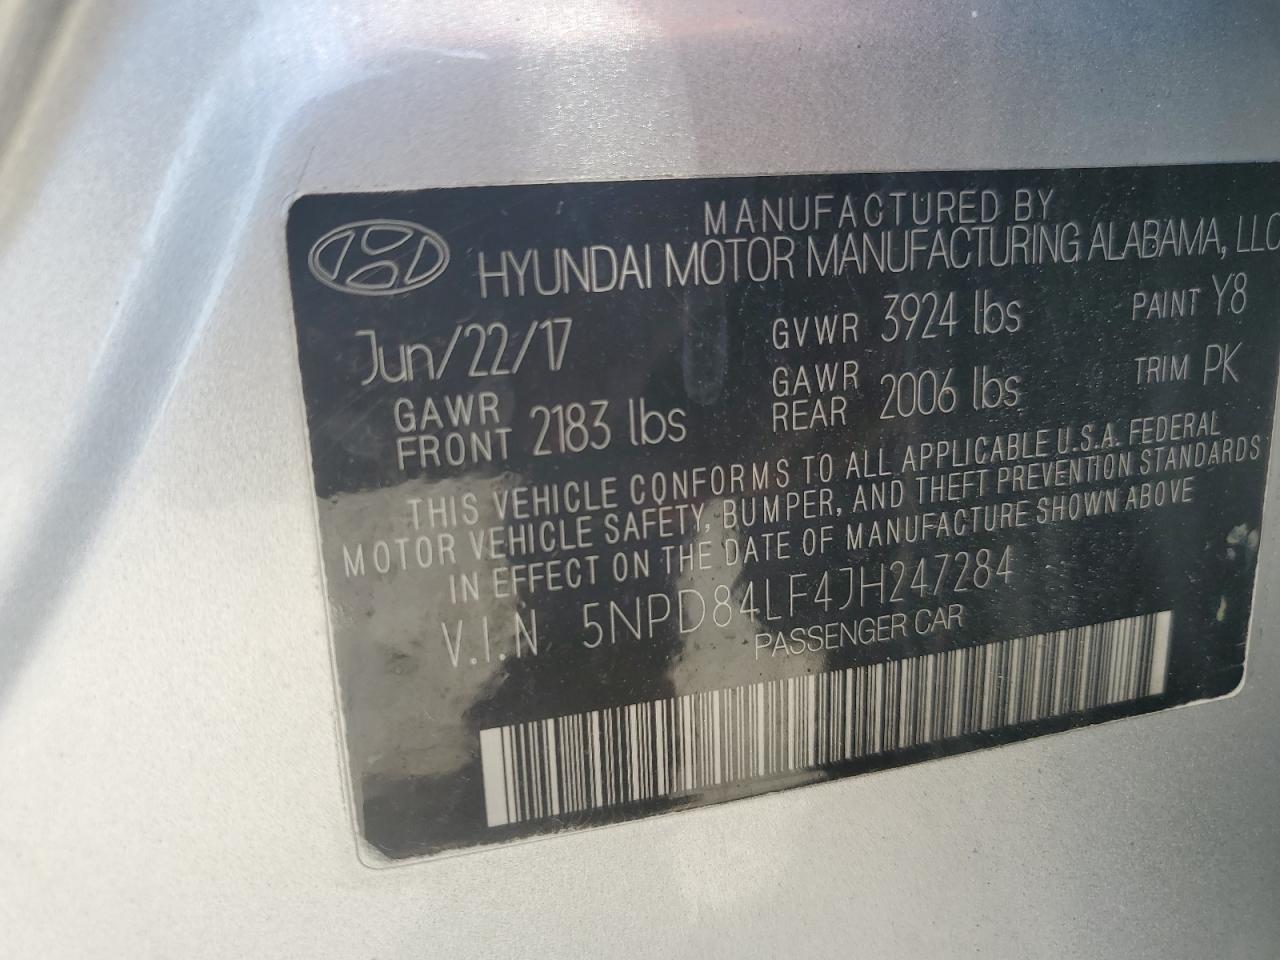 MANUFACTURED BY
HYUNDAI MOTOR MANUFACTURING ALABAMA, LLC
Jun/22/17 GVWR 3924 lbs PAINT Y8
GAWR FRONT 2183 lbs GAWR REAR 2006 lbs TRIM PK
THIS VEHICLE CONFORMS TO ALL APPLICABLE U.S.A. FEDERAL
MOTOR VEHICLE SAFETY, BUMPER, AND THEFT PREVENTION STANDARDS
IN EFFECT ON THE DATE OF MANUFACTURE SHOWN ABOVE
V.I.N 5NPD84LF4JH247284
PASSENGER CAR